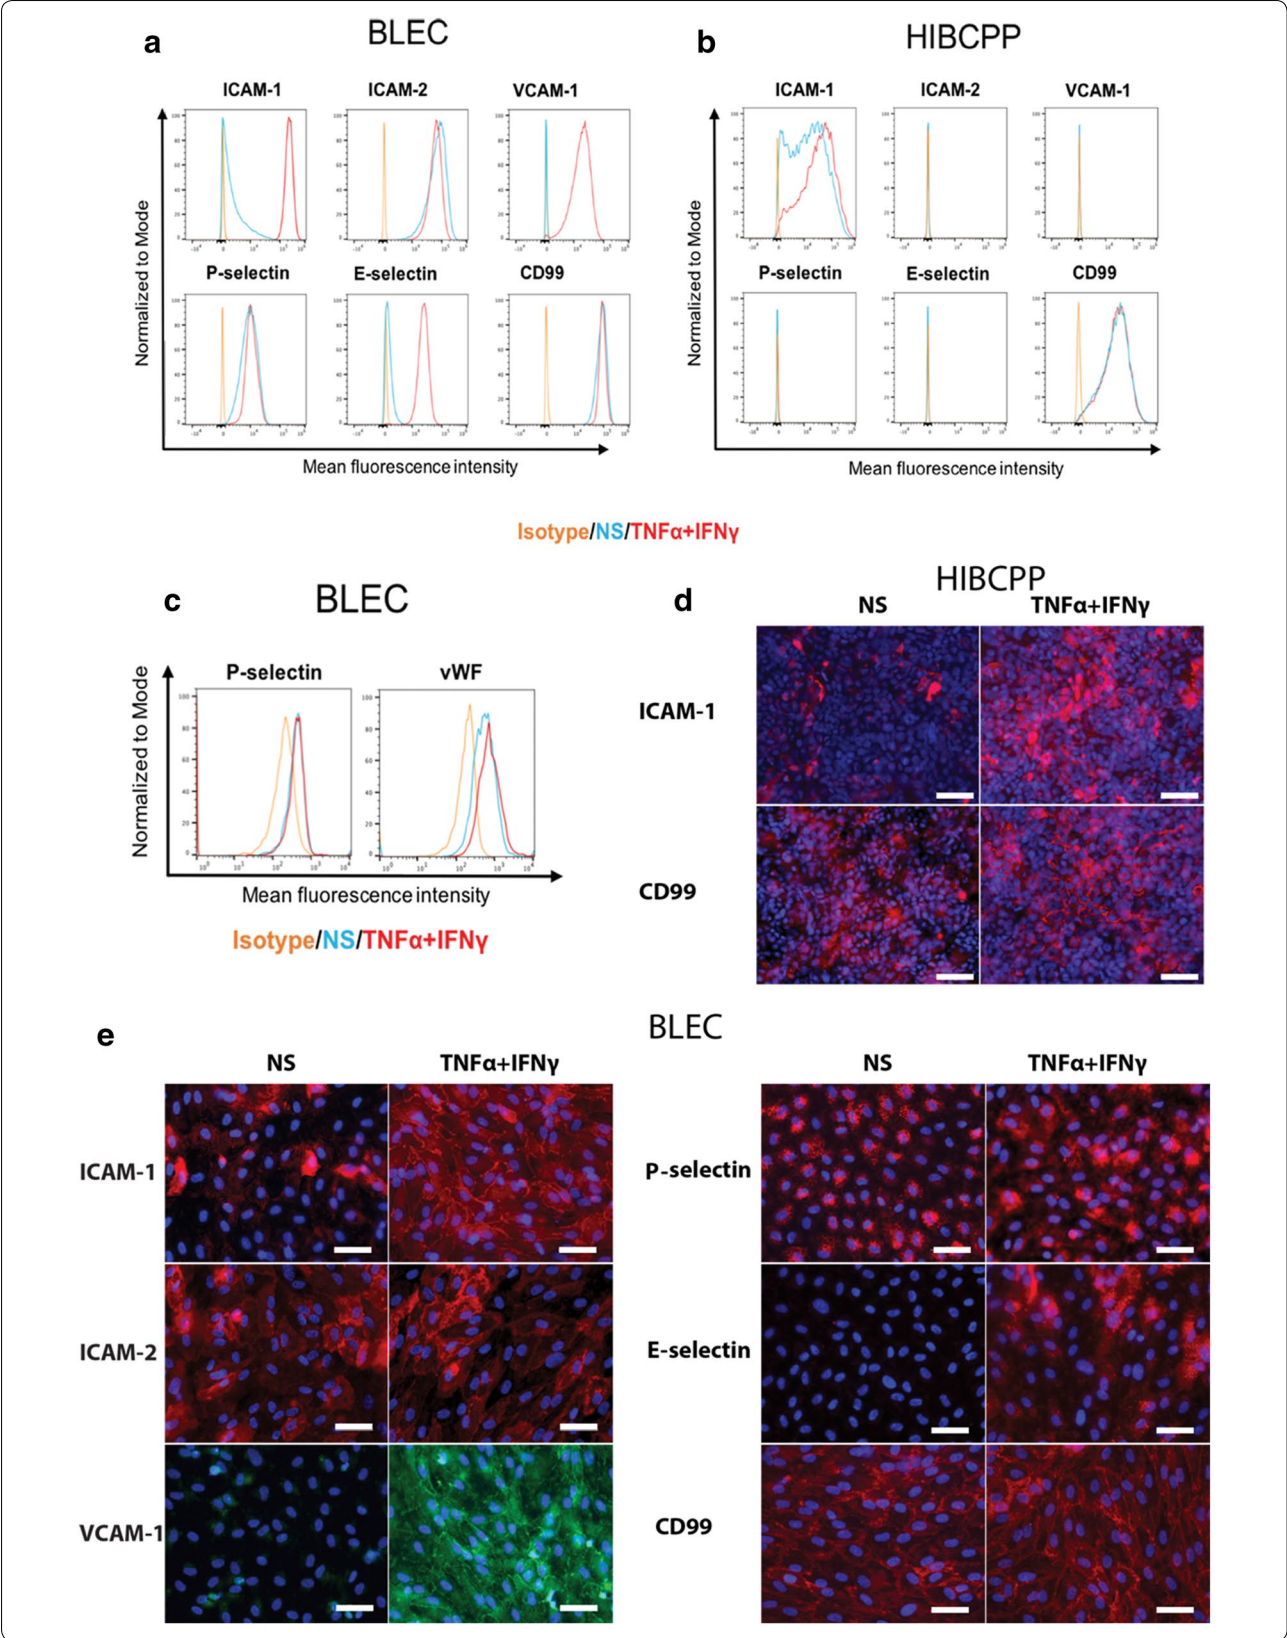 a
BLEC
b
HIBCPP
ICAM-1
ICAM-2
VCAM-1
P-selectin
E-selectin
CD99
Normalized to Mode
Mean fluorescence intensity
ICAM-1
ICAM-2
VCAM-1
P-selectin
E-selectin
CD99
Normalized to Mode
Mean fluorescence intensity
Isotype/NS/TNFα+IFNγ
c
BLEC
P-selectin
vWF
Normalized to Mode
Mean fluorescence intensity
Isotype/NS/TNFα+IFNγ
d
HIBCPP
NS
TNFα+IFNγ
ICAM-1
CD99
e
BLEC
NS
TNFα+IFNγ
ICAM-1
ICAM-2
VCAM-1
NS
TNFα+IFNγ
P-selectin
E-selectin
CD99